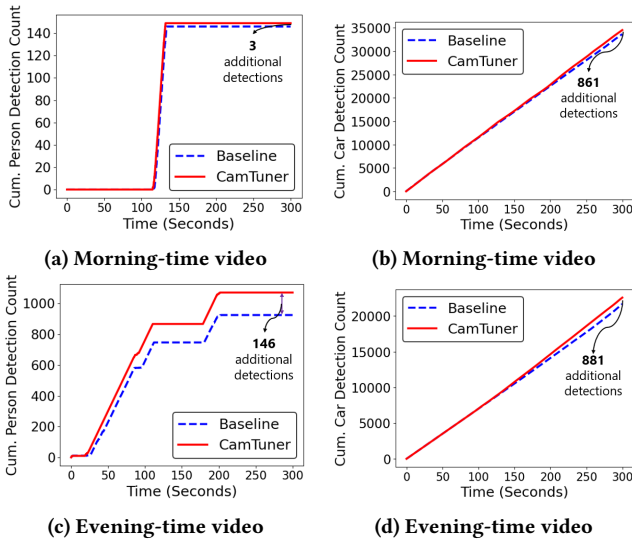 Cum. Person Detection Count
140
120
100
80
60
40
20
0
3
additional
detections
Baseline
CamTuner
0 50 100 150 200 250 300
Time (Seconds)
(a) Morning-time video
Cum. Car Detection Count
35000
30000
25000
20000
15000
10000
5000
0
Baseline
CamTuner
861
additional
detections
0 50 100 150 200 250 300
Time (Seconds)
(b) Morning-time video
Cum. Person Detection Count
1000
800
600
400
200
0
146
additional
detections
Baseline
CamTuner
0 50 100 150 200 250 300
Time (Seconds)
(c) Evening-time video
Cum. Car Detection Count
25000
20000
15000
10000
5000
0
Baseline
CamTuner
881
additional
detections
0 50 100 150 200 250 300
Time (Seconds)
(d) Evening-time video